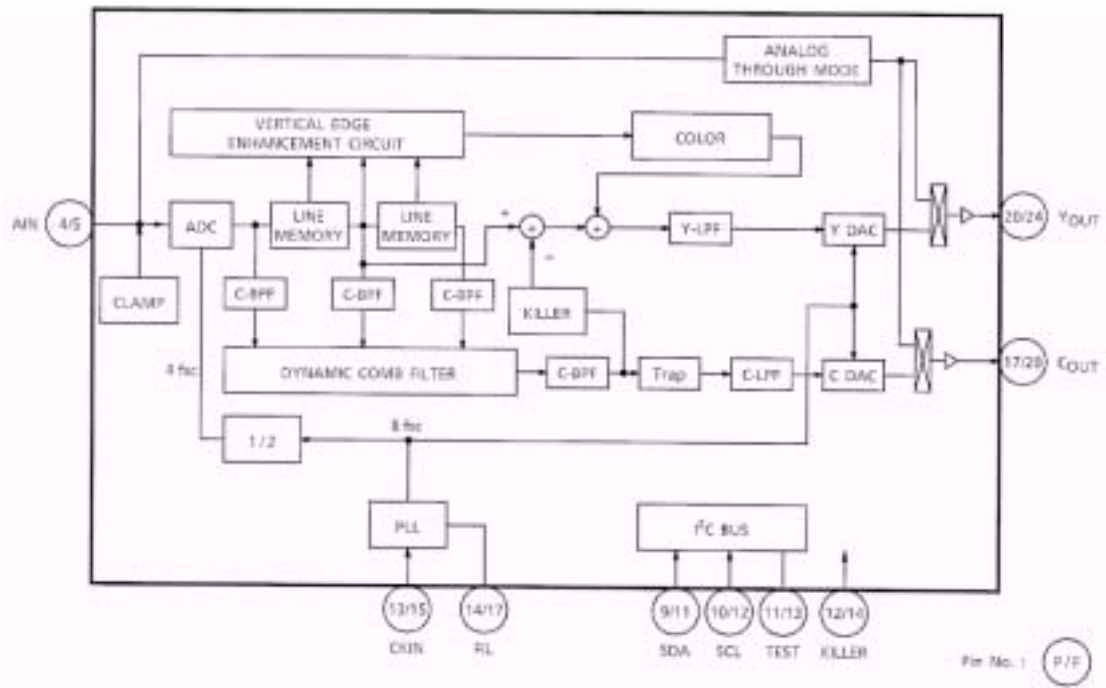 ANALOG
THROUGH MODE
VERTICAL EDGE
ENHANCEMENT CIRCUIT
COLOR
AIN
4/5
ADC
LINE
MEMORY
LINE
MEMORY
+
+
+
Y-LPF
Y DAC
20/24
YOUT
−
CLAMP
C-BPF
C-BPF
C-BPF
KILLER
4 fsc
DYNAMIC COMB FILTER
C-BPF
Trap
C-LPF
C DAC
17/20
COUT
8 fsc
1 / 2
PLL
I²C BUS
13/15
14/17
9/11
10/12
11/13
12/14
CKIN
FIL
SDA
SCL
TEST
KILLER
Pin No. : P/F